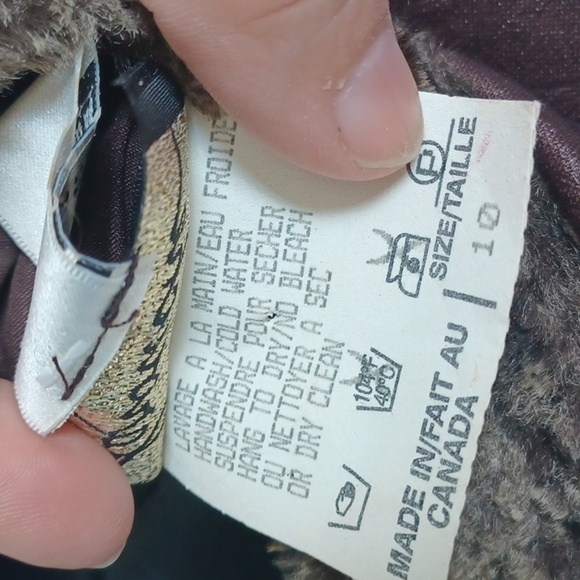 LAVAGE A LA MAIN/EAU FROIDE
HANDWASH/COLD WATER
SUSPENDRE POUR SECHER
HANG TO DRY/NO BLEACH
OU NETTOYER A SEC
OR DRY CLEAN
104°F
40°C
P
SIZE/TAILLE
10
MADE IN/FAIT AU
CANADA